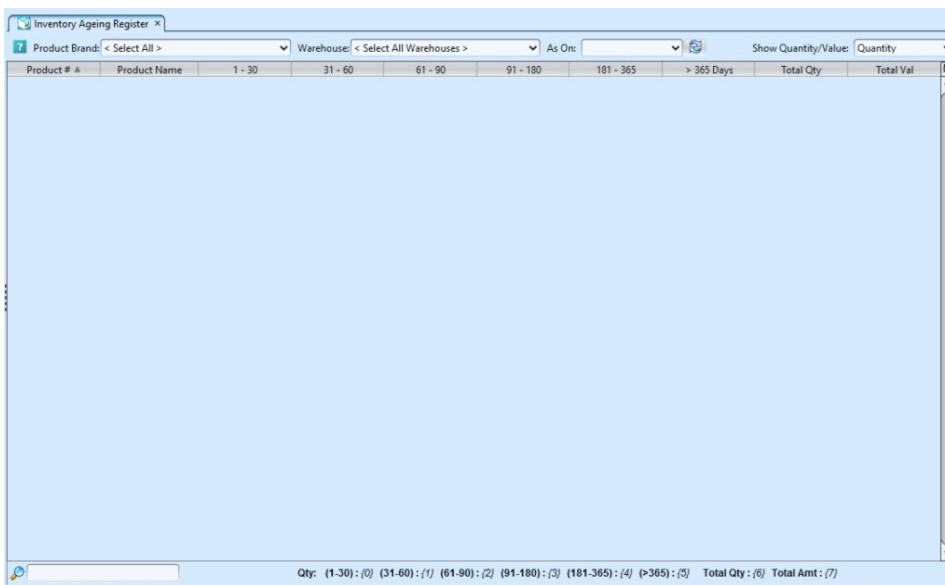 Inventory Ageing Register ×
? Product Brand: < Select All > Warehouse: < Select All Warehouses > As On: Show Quantity/Value: Quantity
Product # Product Name 1 - 30 31 - 60 61 - 90 91 - 180 181 - 365 > 365 Days Total Qty Total Val
Qty: (1-30) : {0} (31-60) : {1} (61-90) : {2} (91-180) : {3} (181-365) : {4} (>365) : {5} Total Qty : {6} Total Amt : {7}